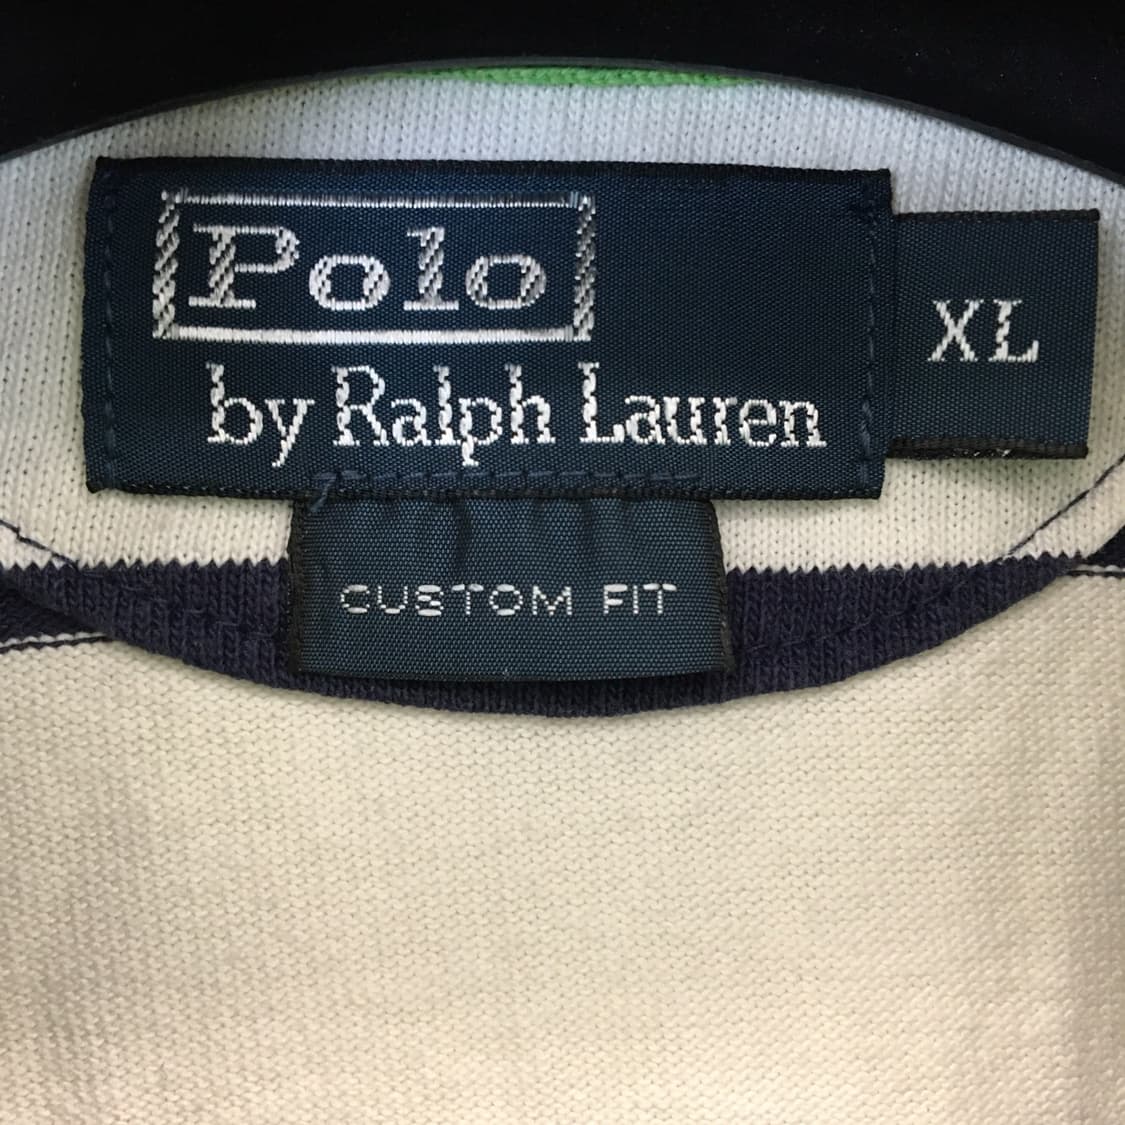 Polo
by Ralph Lauren
XL
CUSTOM FIT